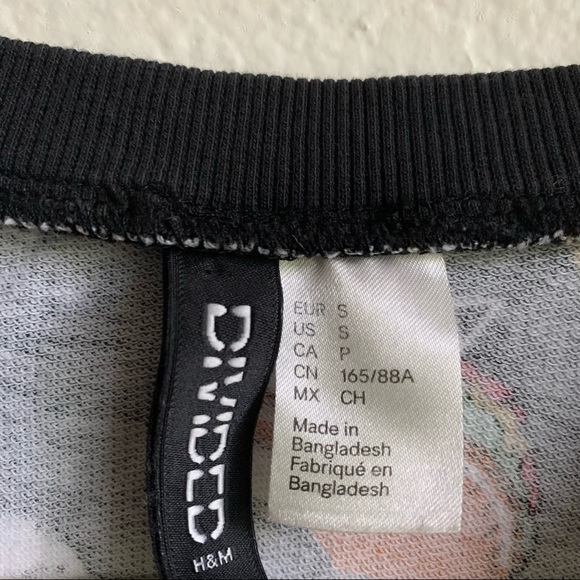 DIVIDED
H&M
EUR S
US S
CA P
CN 165/88A
MX CH
Made in
Bangladesh
Fabriqué en
Bangladesh